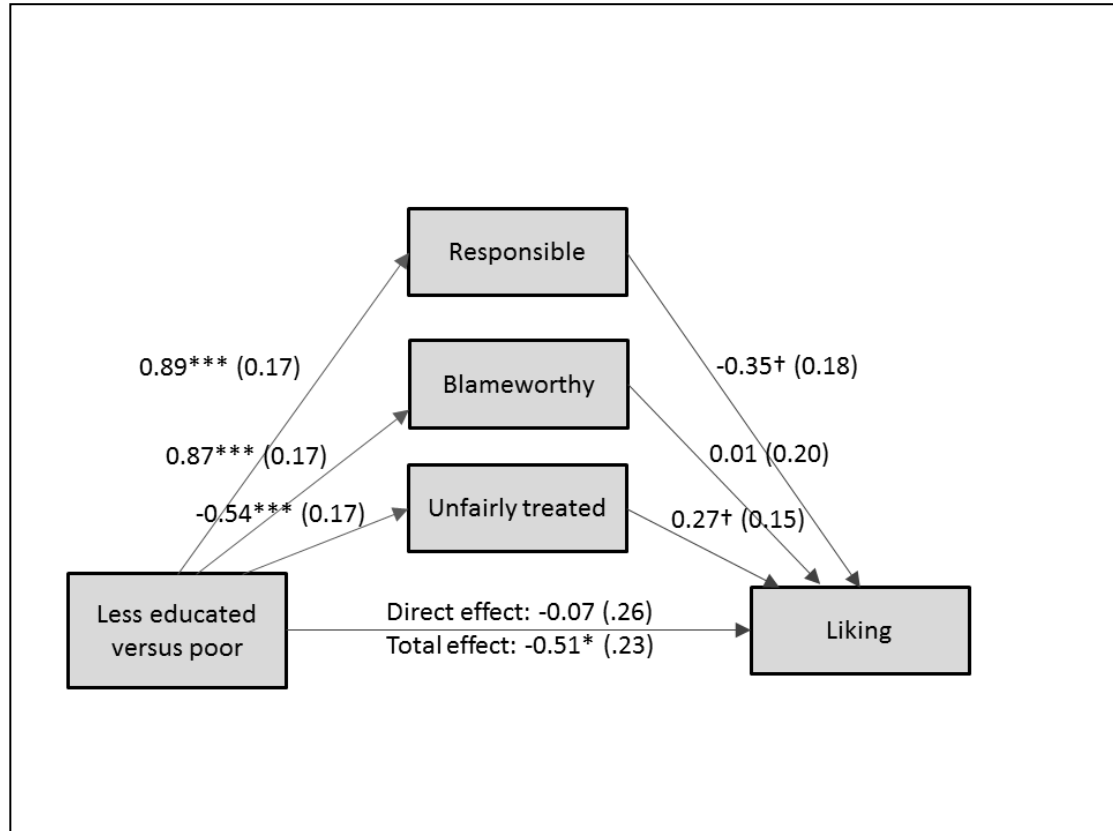 Responsible
0.89*** (0.17)
-0.35† (0.18)
Blameworthy
0.87*** (0.17)
0.01 (0.20)
-0.54*** (0.17)
Unfairly treated
0.27† (0.15)
Less educated
versus poor
Direct effect: -0.07 (.26)
Total effect: -0.51* (.23)
Liking